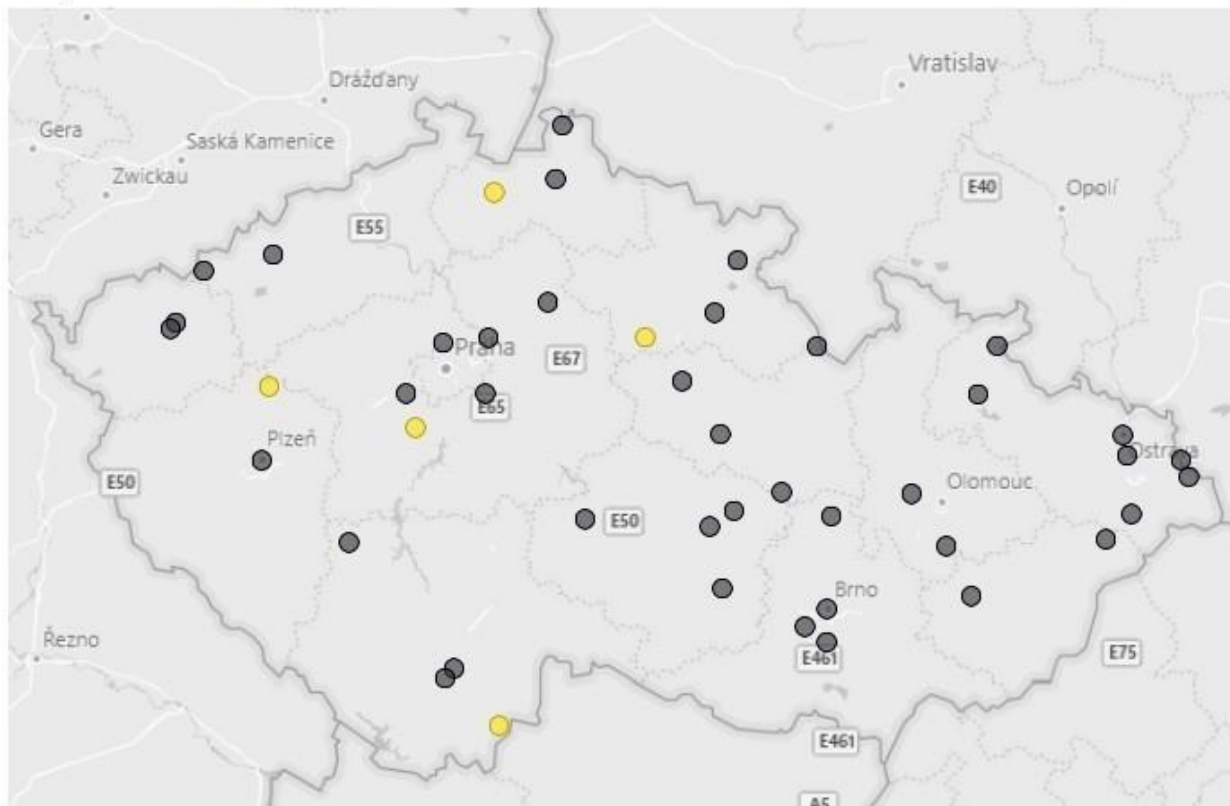 Drážďany
Vratislav
Gera
Saská Kamenice
Zwickau
E40
Opolí
E55
Praha
E67
E65
Plzeň
E50
Ostrava
Olomouc
E50
Brno
Řezno
E461
E75
E461
A5